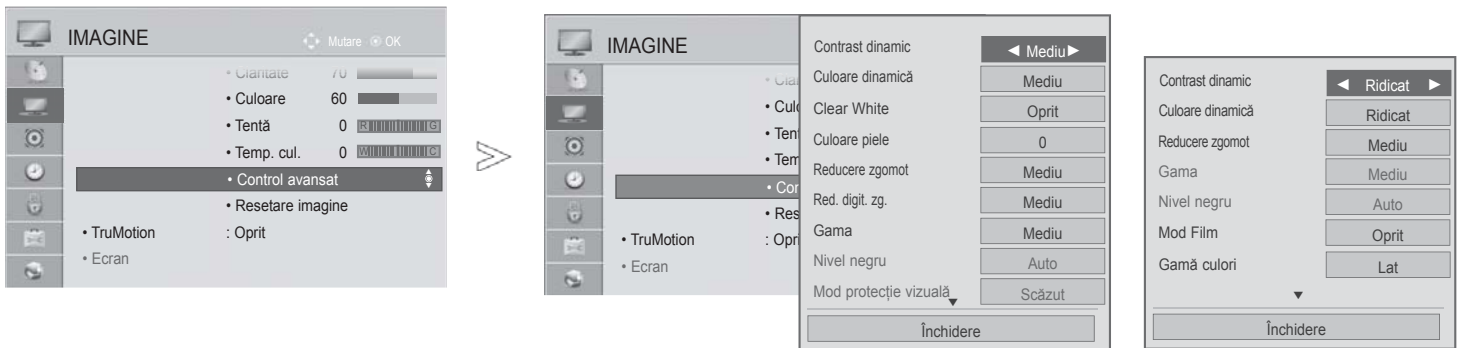 IMAGINE
Mutare OK
• Claritate 70
• Culoare 60
• Tentă 0 R G
• Temp. cul. 0 W C
• Control avansat
• Resetare imagine
• TruMotion : Oprit
• Ecran
IMAGINE
• Cul
• Ten
• Tem
• Con
• Res
• TruMotion : Opri
• Ecran
Contrast dinamic ◄ Mediu►
Culoare dinamică Mediu
Clear White Oprit
Culoare piele 0
Reducere zgomot Mediu
Red. digit. zg. Mediu
Gama Mediu
Nivel negru Auto
Mod protecție vizuală Scăzut
▼
Închidere
Contrast dinamic ◄ Ridicat ►
Culoare dinamică Ridicat
Reducere zgomot Mediu
Gama Mediu
Nivel negru Auto
Mod Film Oprit
Gamă culori Lat
▼
Închidere